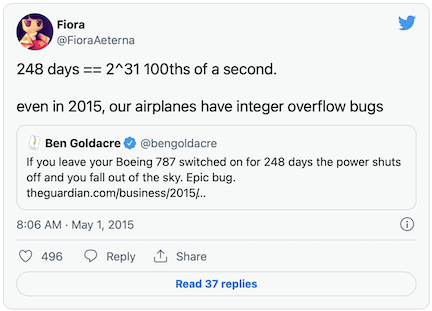 Fiora
@FioraAeterna
248 days == 2^31 100ths of a second.
even in 2015, our airplanes have integer overflow bugs
Ben Goldacre @bengoldacre
If you leave your Boeing 787 switched on for 248 days the power shuts
off and you fall out of the sky. Epic bug.
theguardian.com/business/2015/...
8:06 AM · May 1, 2015
496 Reply Share
Read 37 replies